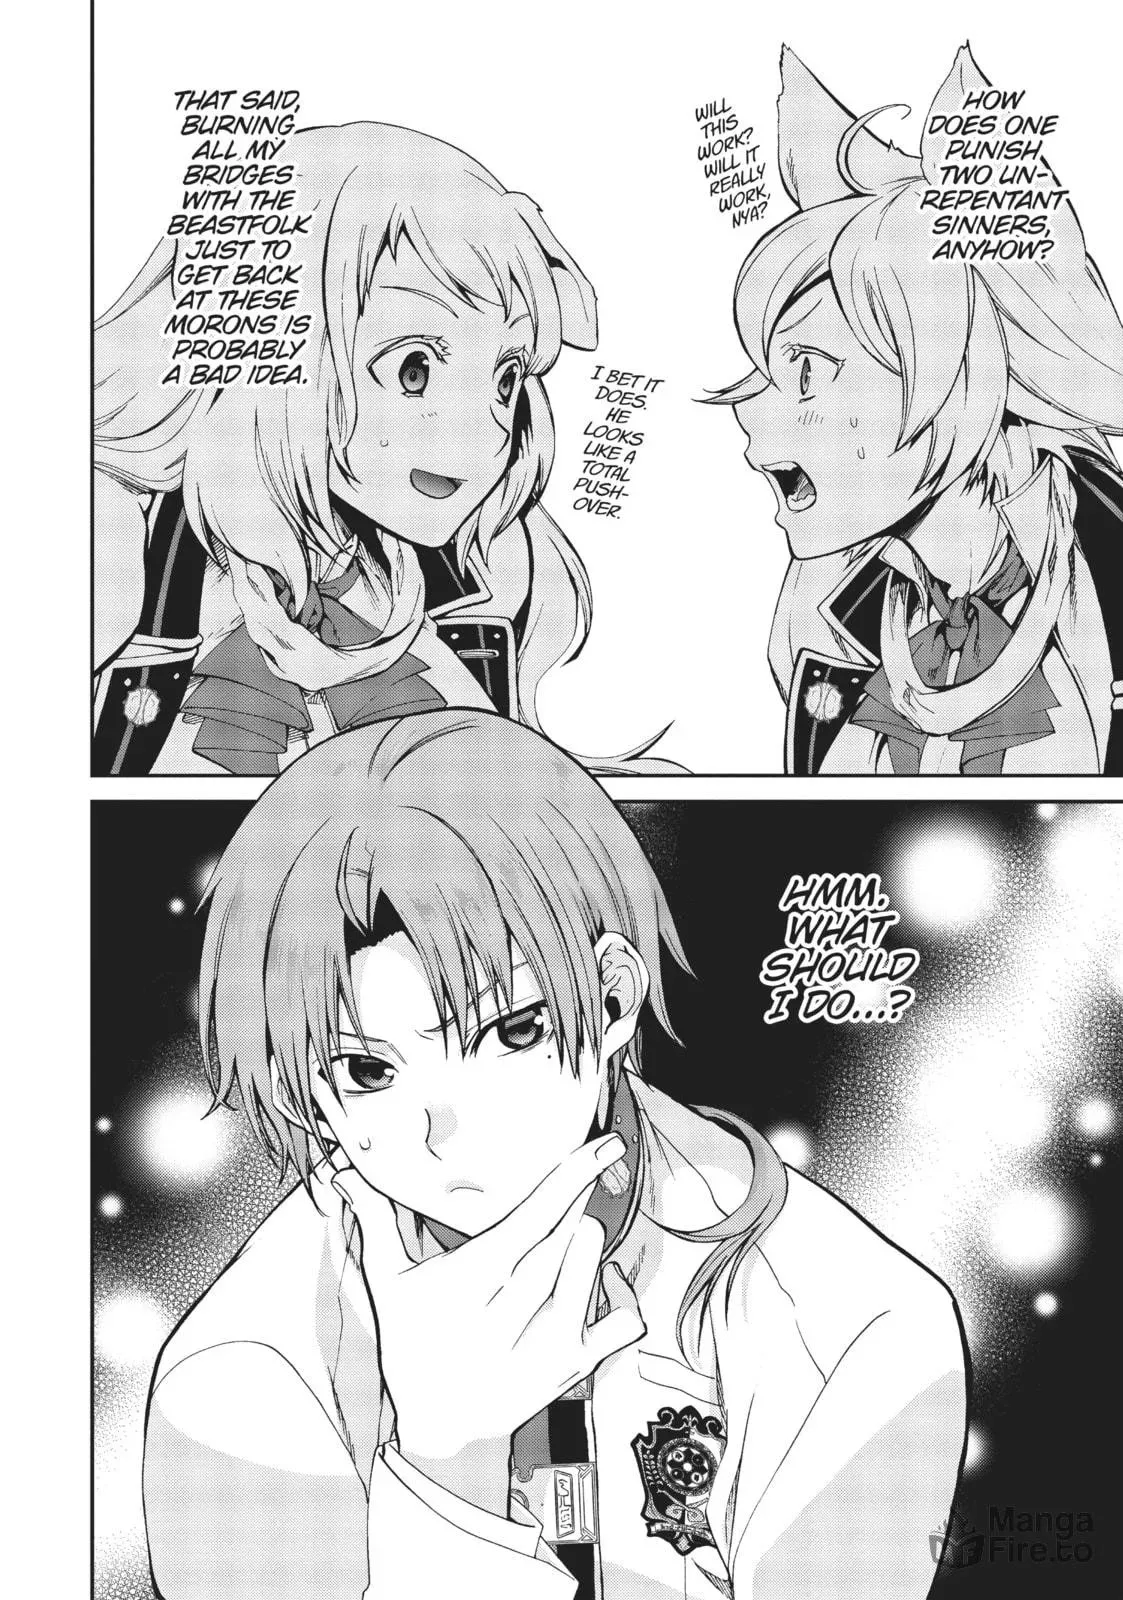 HOW
DOES ONE
PUNISH
TWO UN-
REPENTANT
SINNERS,
ANYHOW?
WILL
THIS
WORK?
WILL IT
REALLY
WORK,
NYA?
I BET IT
DOES.
HE
LOOKS
LIKE A
TOTAL
PUSH-
OVER.
THAT SAID,
BURNING
ALL MY
BRIDGES
WITH THE
BEASTFOLK
JUST TO
GET BACK
AT THESE
MORONS IS
PROBABLY
A BAD IDEA.
HMM.
WHAT
SHOULD
I DO...?
Manga
Fire.to